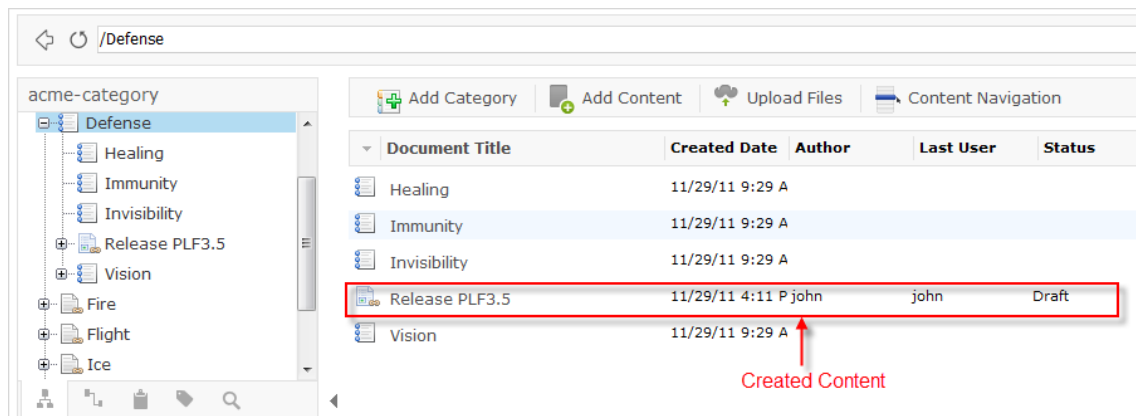 /Defense
acme-category
Defense
Healing
Immunity
Invisibility
Release PLF3.5
Vision
Fire
Flight
Ice
Add Category Add Content Upload Files Content Navigation
Document Title Created Date Author Last User Status
Healing 11/29/11 9:29 A
Immunity 11/29/11 9:29 A
Invisibility 11/29/11 9:29 A
Release PLF3.5 11/29/11 4:11 P john john Draft
Vision 11/29/11 9:29 A
Created Content